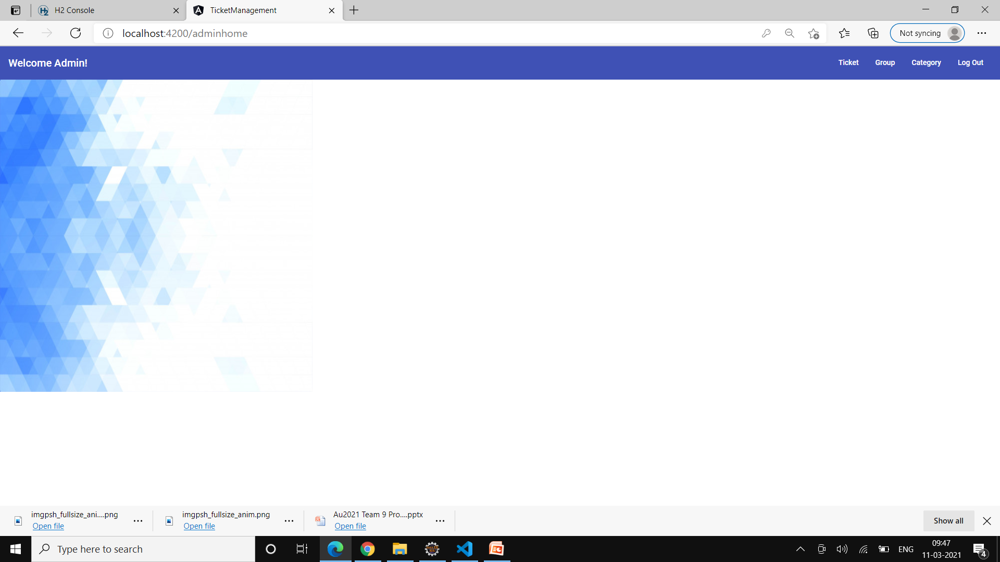 H2 Console
TicketManagement
localhost:4200/adminhome
Not syncing
Welcome Admin!
Ticket
Group
Category
Log Out
imgpsh_fullsize_ani....png
Open file
imgpsh_fullsize_anim.png
Open file
Au2021 Team 9 Pro....pptx
Open file
Show all
Type here to search
ENG
09:47
11-03-2021
4